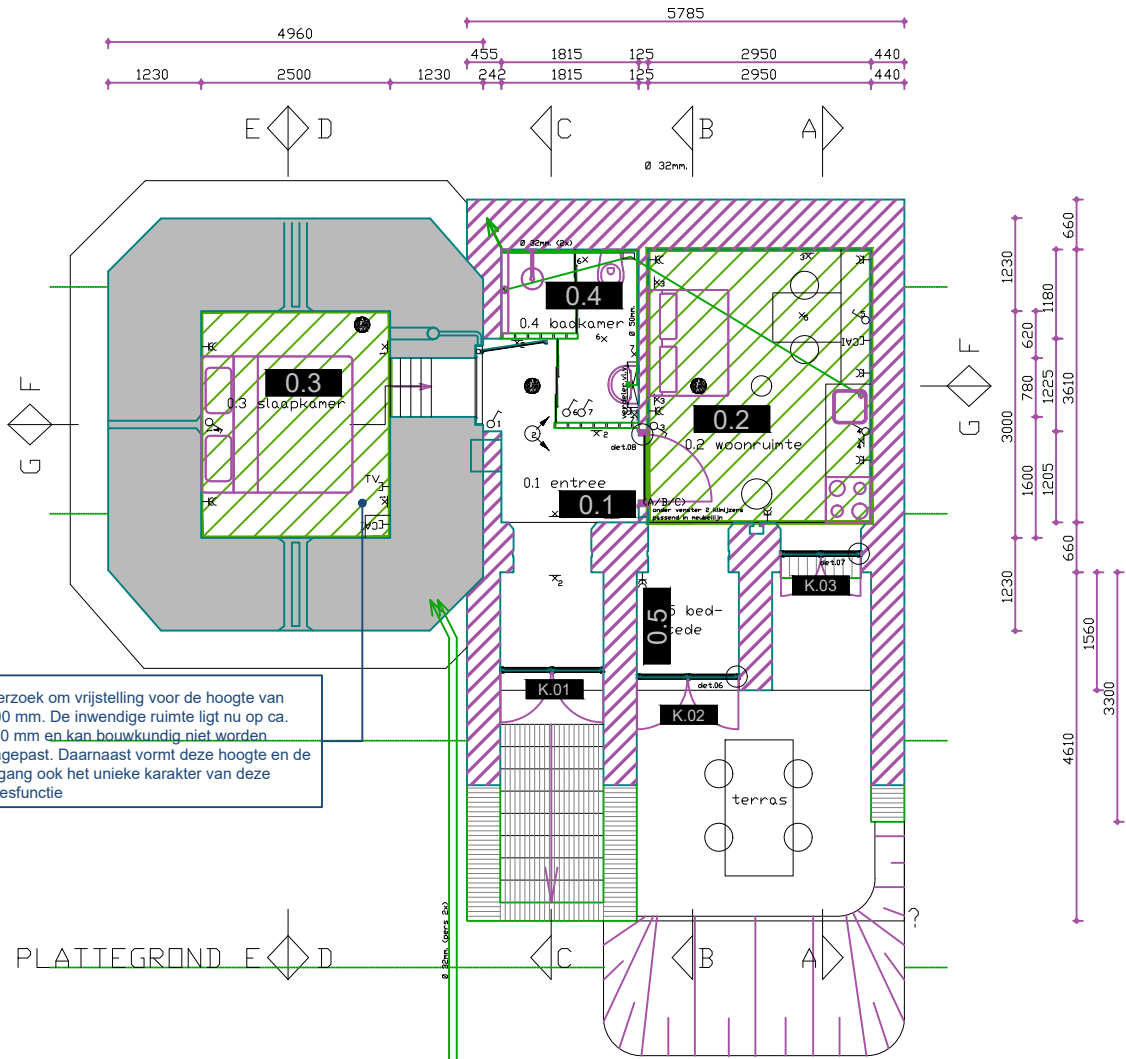 5785
4960
455 1815 125 2950 440
1230 2500 1230 242 1815 125 2950 440
E D C B A
Ø 32mm.
Ø 32mm. (2x)
0.4
0.4 badkamer
Ø 50mm.
0.3
0.3 slaapkamer
0.2
0.2 woonruimte
det.08
0.1 entree
0.1
(A/B/C)
onder venster 2
passend in meubellijn
TV
CAI
CAI
F
G
F
G
det.07
K.03
0.5
5 bed-
tede
K.01
det.06
K.02
terras
erzoek om vrijstelling voor de hoogte van
00 mm. De inwendige ruimte ligt nu op ca.
0 mm en kan bouwkundig niet worden
ngepast. Daarnaast vormt deze hoogte en de
gang ook het unieke karakter van deze
esfunctie
Ø 32mm. (pers 2x)
?
PLATTEGROND E D C B A
1230
3000
1230
620
780
1600
1180
1225
1205
660
3610
660
4610
1560
3300